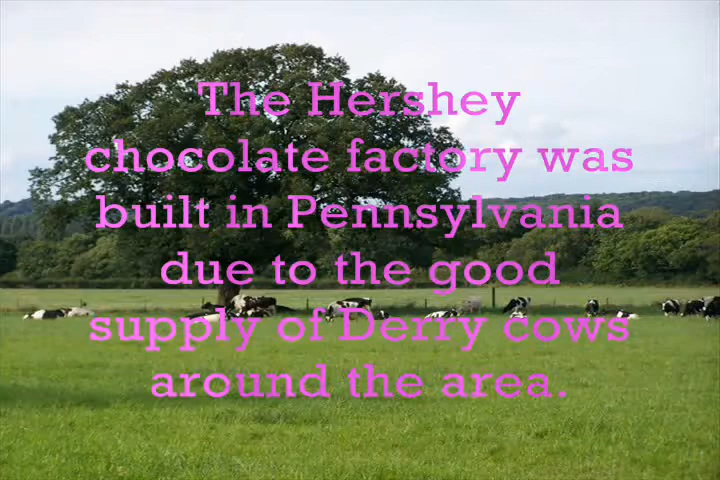 The Hershey
chocolate factory was
built in Pennsylvania
due to the good
supply of Derry cows
around the area.